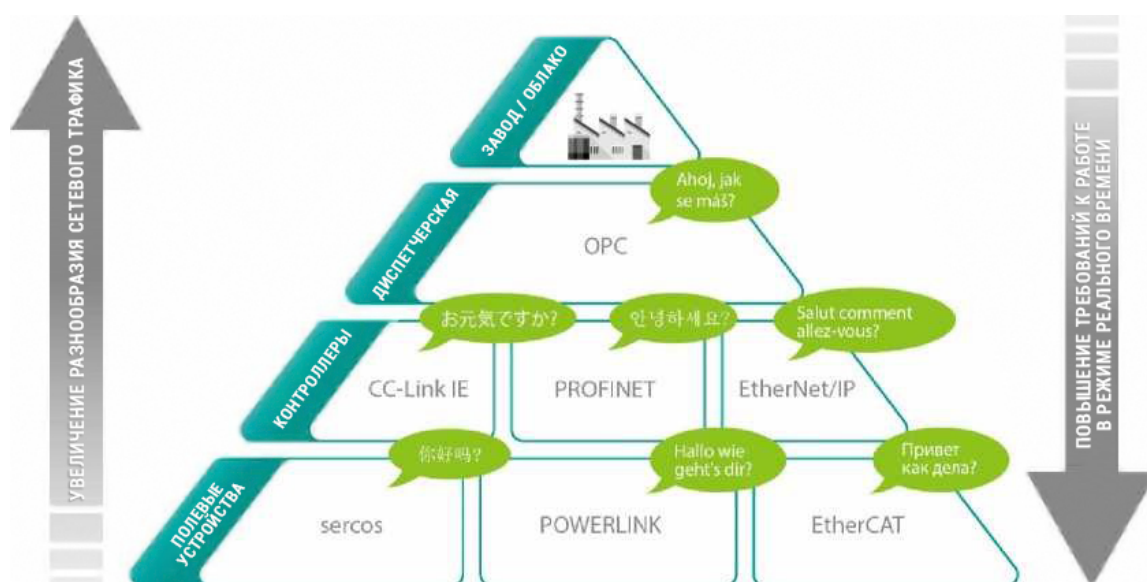 УВЕЛИЧЕНИЕ РАЗНООБРАЗИЯ СЕТЕВОГО ТРАФИКА
ЗАВОД / ОБЛАКО
ДИСПЕТЧЕРСКАЯ
Ahoj, jak
se máš?
OPC
КОНТРОЛЛЕРЫ
お元気ですか?
안녕하세요?
Salut comment
allez-vous?
CC-Link IE
PROFINET
EtherNet/IP
ПОЛЕВЫЕ
УСТРОЙСТВА
你好吗?
Hallo wie
geht's dir?
Привет
как дела?
sercos
POWERLINK
EtherCAT
ПОВЫШЕНИЕ ТРЕБОВАНИЙ К РАБОТЕ
В РЕЖИМЕ РЕАЛЬНОГО ВРЕМЕНИ